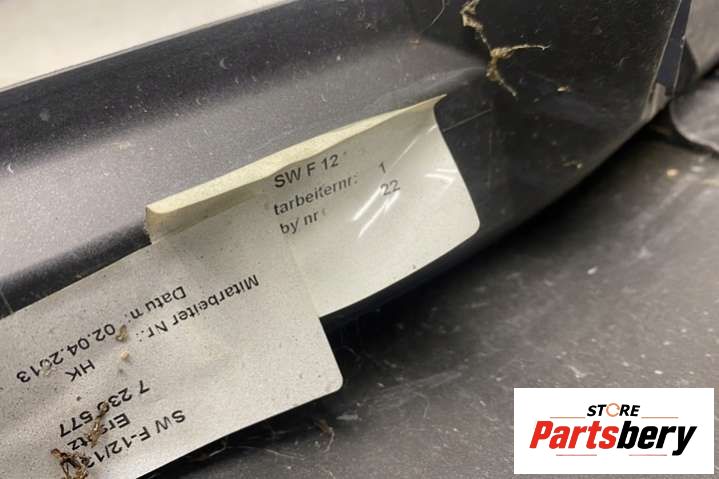 SW F 12
tarbeiternr: 1
by nr 22
SW F-12/13
Ersatz
7 230 577
HK
Datum: 02.04.2013
Mitarbeiter Nr.:
STORE
Partsbery